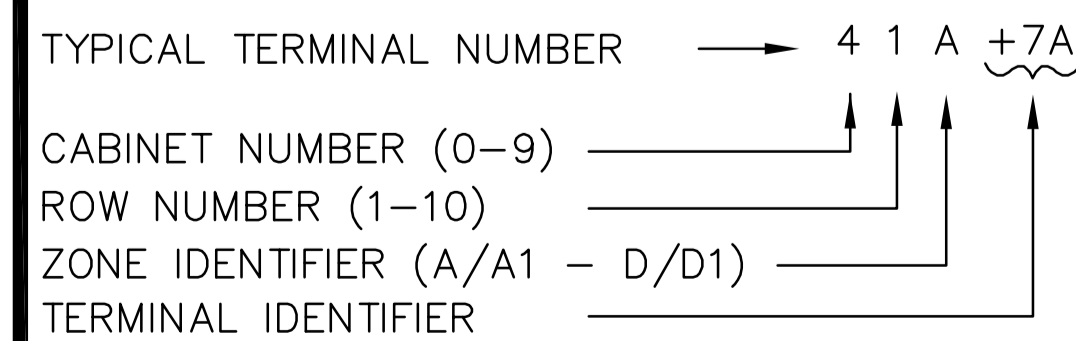 TYPICAL TERMINAL NUMBER 4 1 A +7A
CABINET NUMBER (0-9)
ROW NUMBER (1-10)
ZONE IDENTIFIER (A/A1 - D/D1)
TERMINAL IDENTIFIER